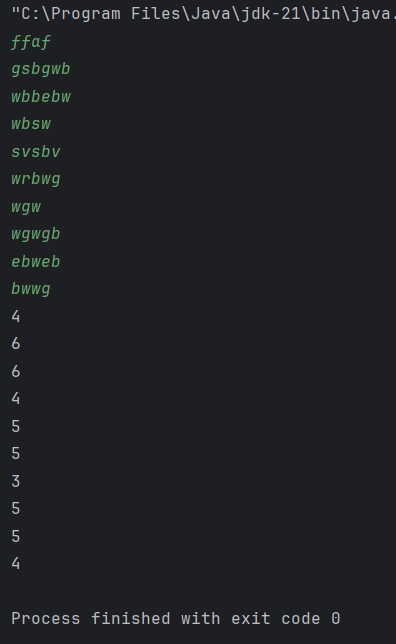 "C:\Program Files\Java\jdk-21\bin\java.
ffaf
gsbgwb
wbbebw
wbsw
svsbv
wrbwg
wgw
wgwgb
ebweb
bwwg
4
6
6
4
5
5
3
5
5
4
Process finished with exit code 0